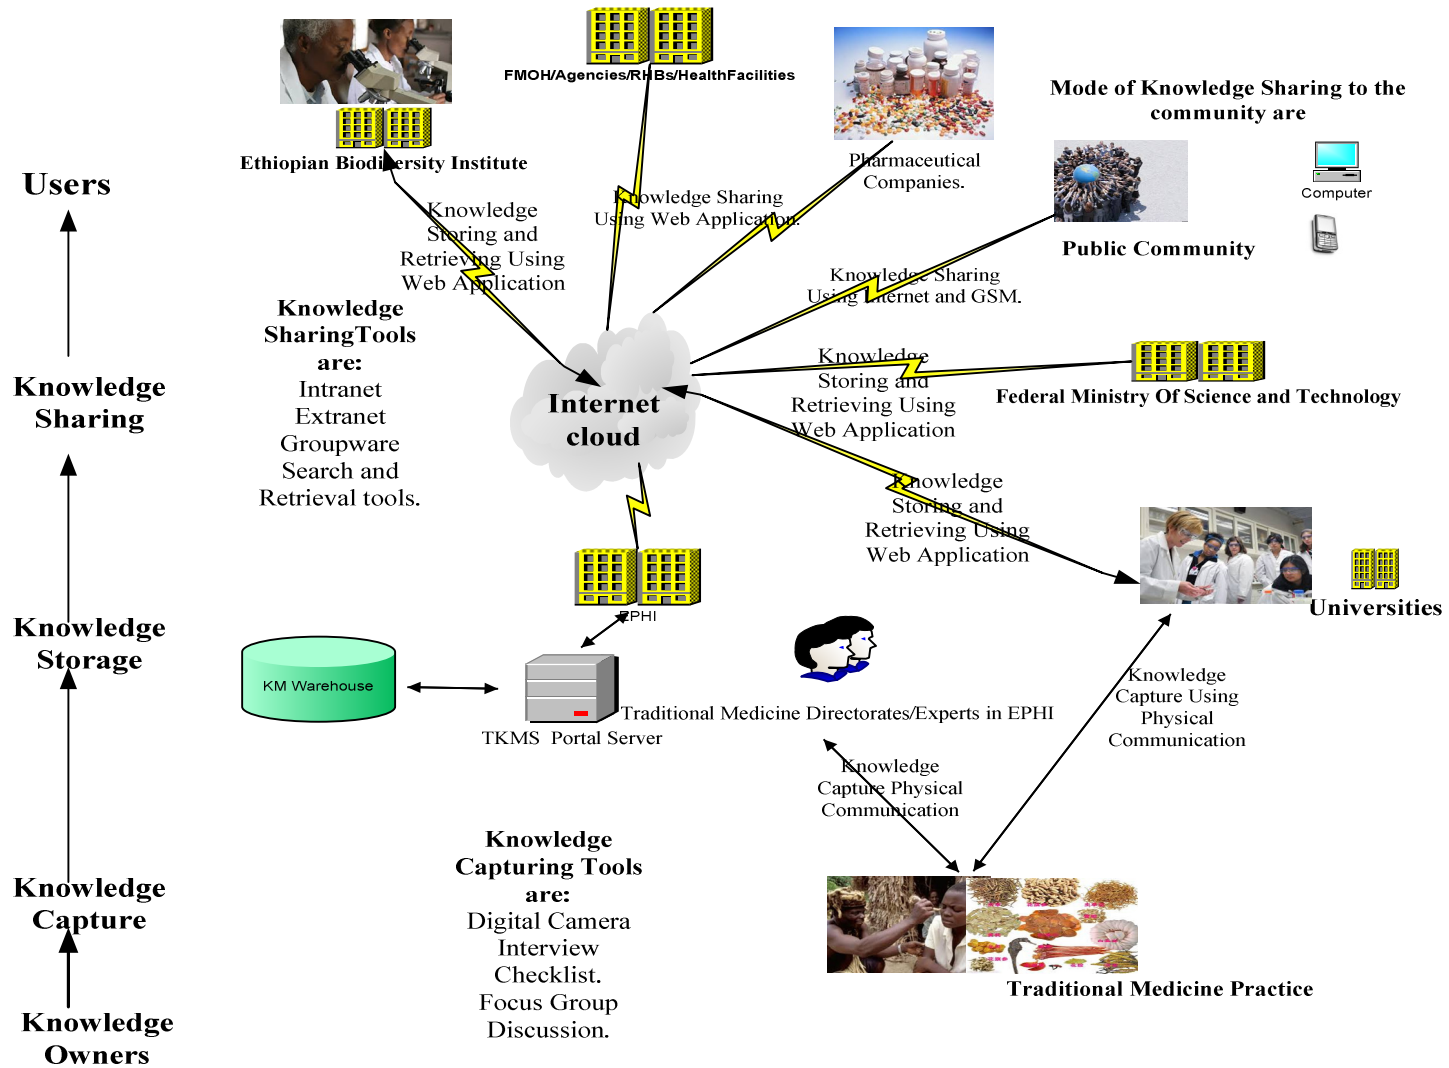 FMOH/Agencies/RHBs/HealthFacilities
Mode of Knowledge Sharing to the
community are
Ethiopian Biodiversity Institute
Pharmaceutical
Companies.
Computer
Public Community
Users
Knowledge
Storing and
Retrieving Using
Web Application
Knowledge Sharing
Using Web Application.
Knowledge Sharing
Using Internet and GSM.
Knowledge
SharingTools
are:
Intranet
Extranet
Groupware
Search and
Retrieval tools.
Knowledge
Sharing
Internet
cloud
Knowledge
Storing and
Retrieving Using
Web Application
Federal Ministry Of Science and Technology
Knowledge
Storing and
Retrieving Using
Web Application
Universities
EPHI
Knowledge
Storage
KM Warehouse
TKMS  Portal Server
Traditional Medicine Directorates/Experts in EPHI
Knowledge
Capture Using
Physical
Communication
Knowledge
Capture Physical
Communication
Knowledge
Capturing Tools
are:
Digital Camera
Interview
Checklist.
Focus Group
Discussion.
Knowledge
Capture
Traditional Medicine Practice
Knowledge
Owners